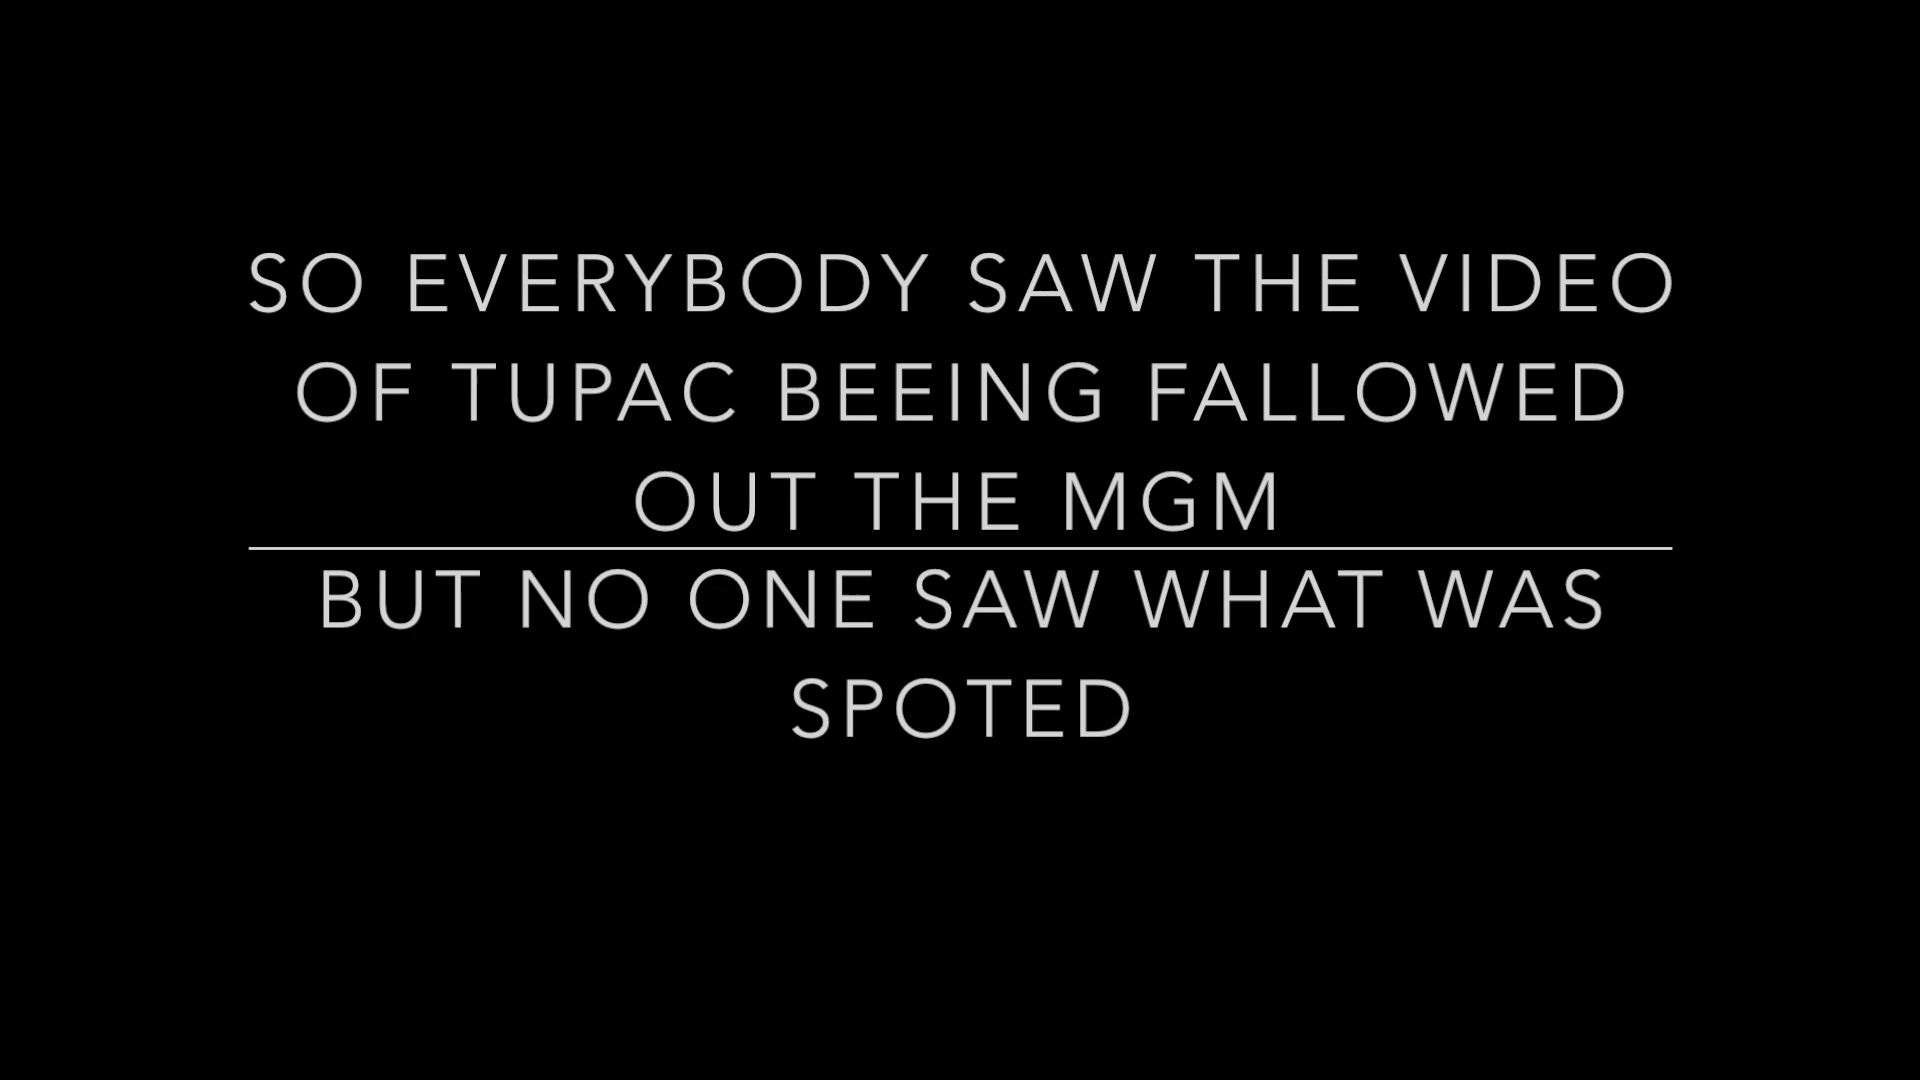 SO EVERYBODY SAW THE VIDEO
OF TUPAC BEEING FALLOWED
OUT THE MGM
BUT NO ONE SAW WHAT WAS
SPOTED